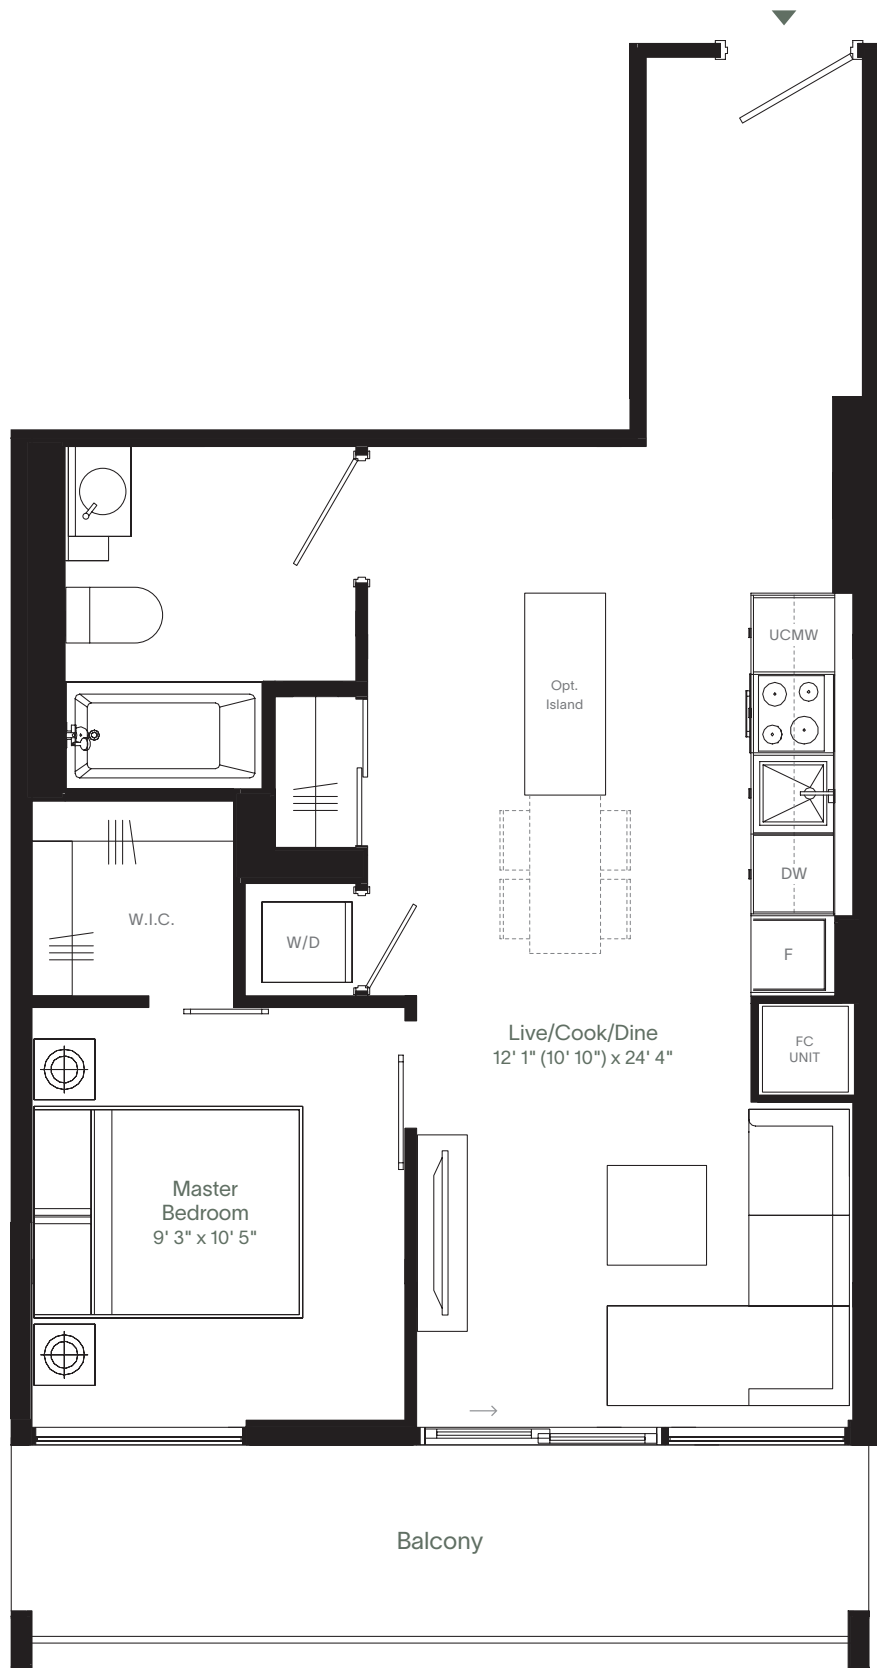 UCMW
Opt.
Island
DW
W.I.C.
W/D
F
Live/Cook/Dine
12' 1" (10' 10") x 24' 4"
FC
UNIT
Master
Bedroom
9' 3" x 10' 5"
Balcony